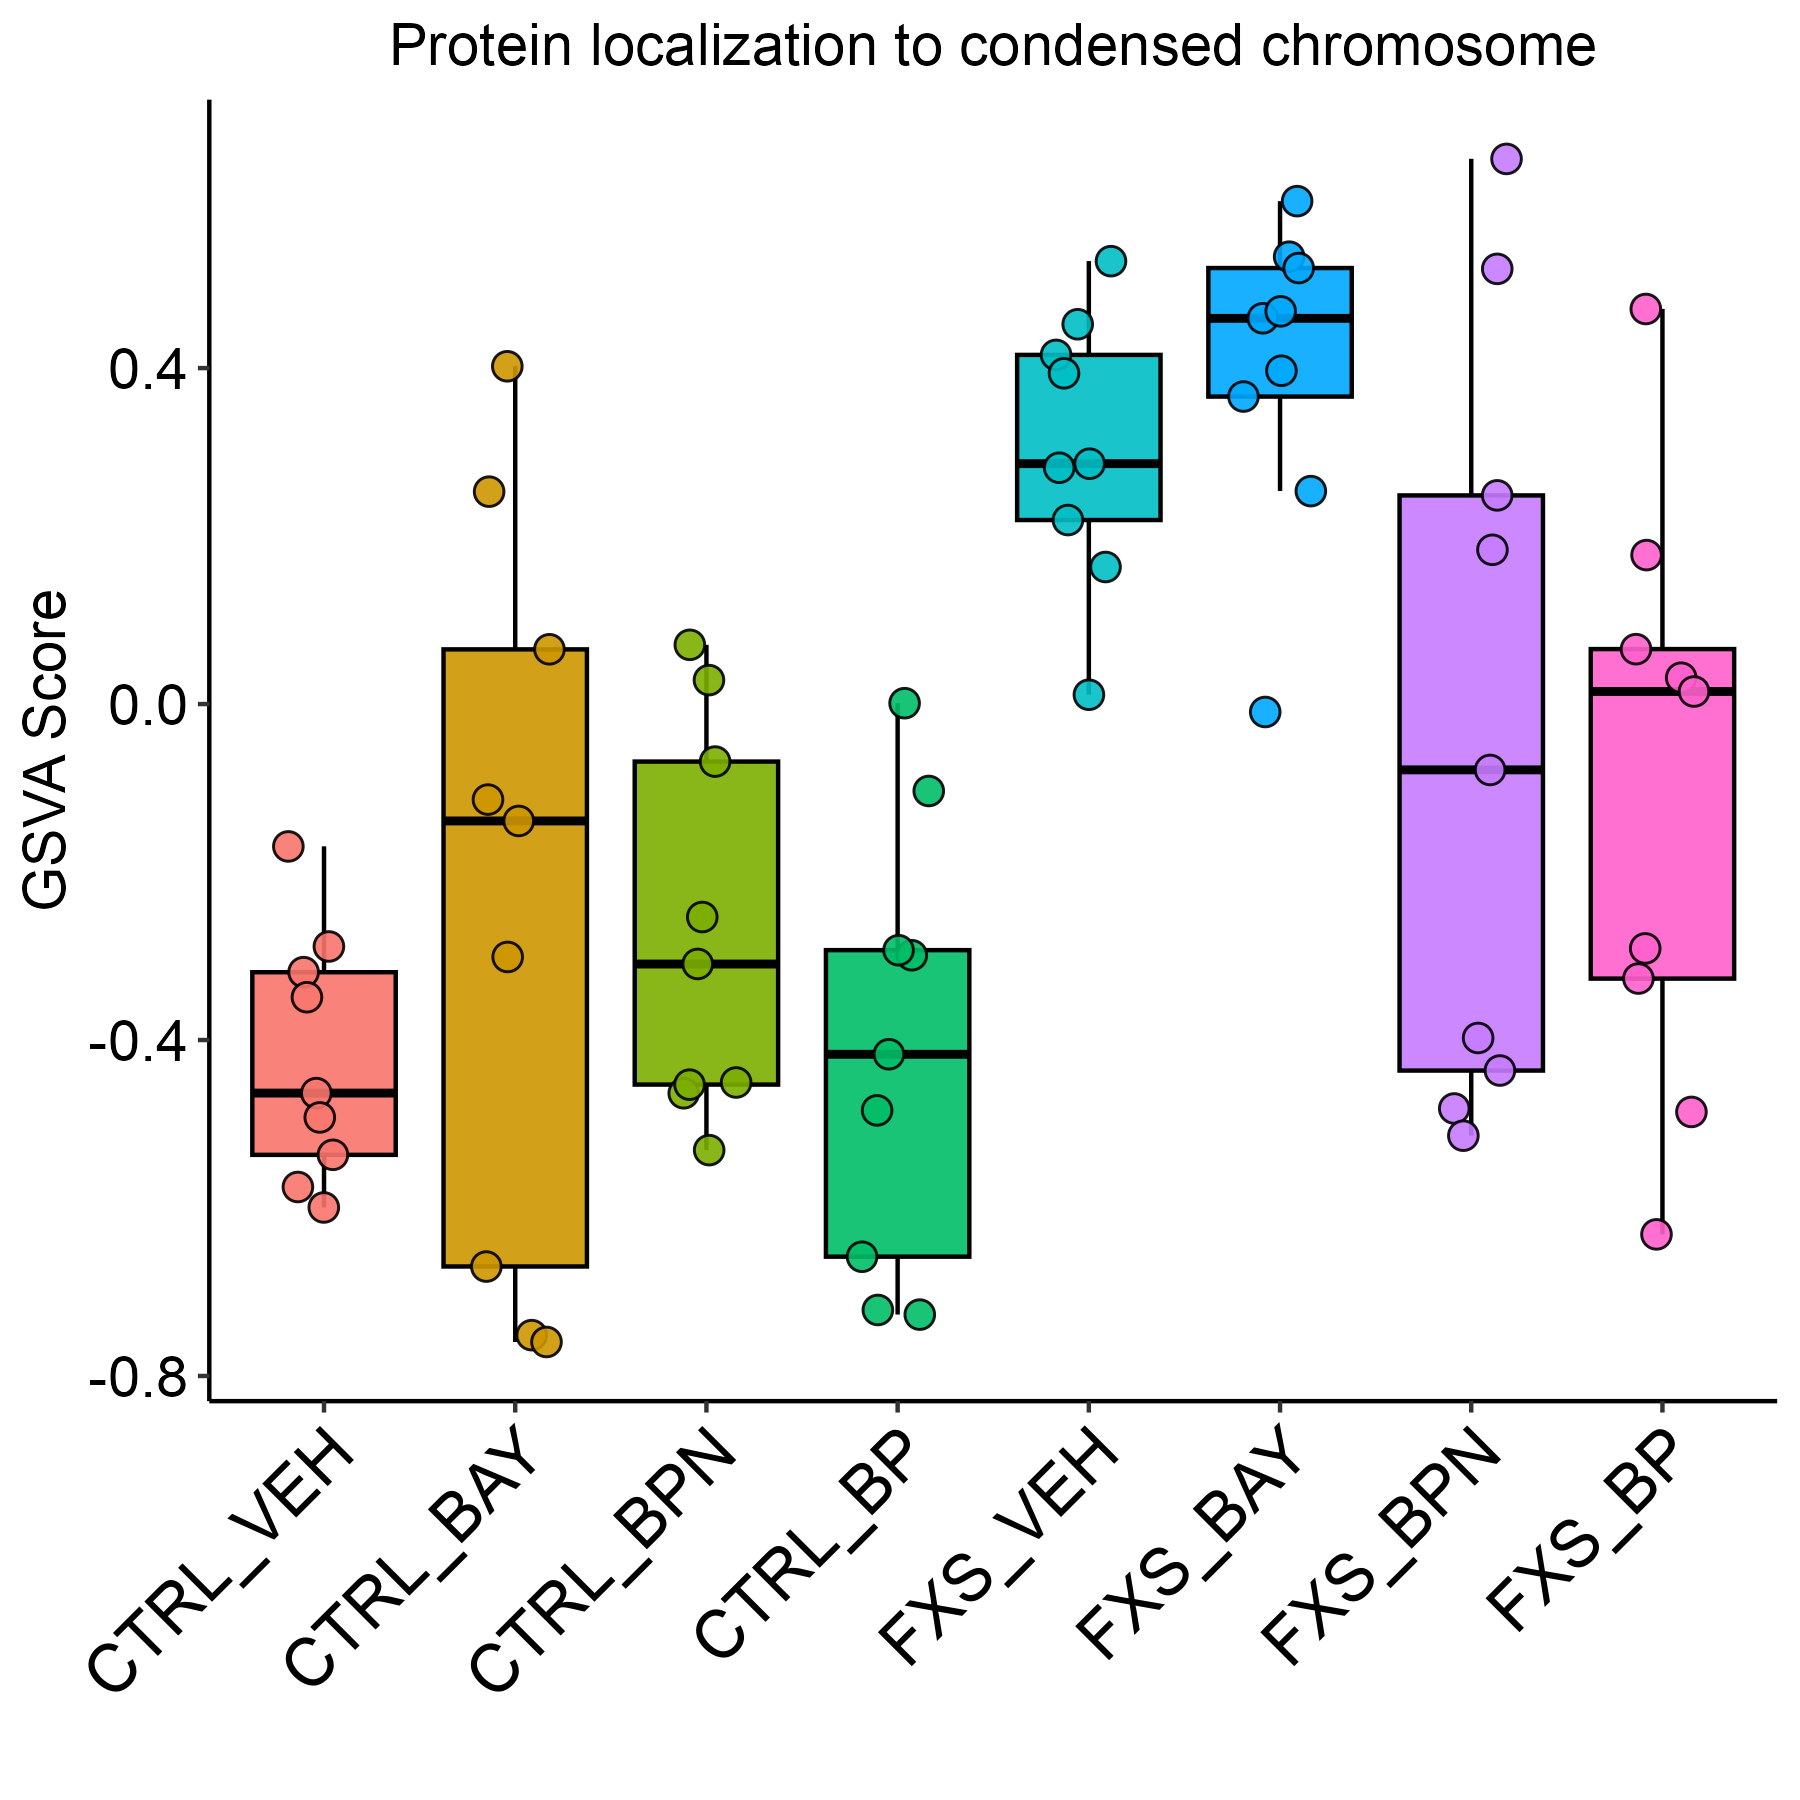 Protein localization to condensed chromosome
GSVA Score
0.4
0.0
-0.4
-0.8
CTRL_VEH
CTRL_BAY
CTRL_BPN
CTRL_BP
FXS_VEH
FXS_BAY
FXS_BPN
FXS_BP